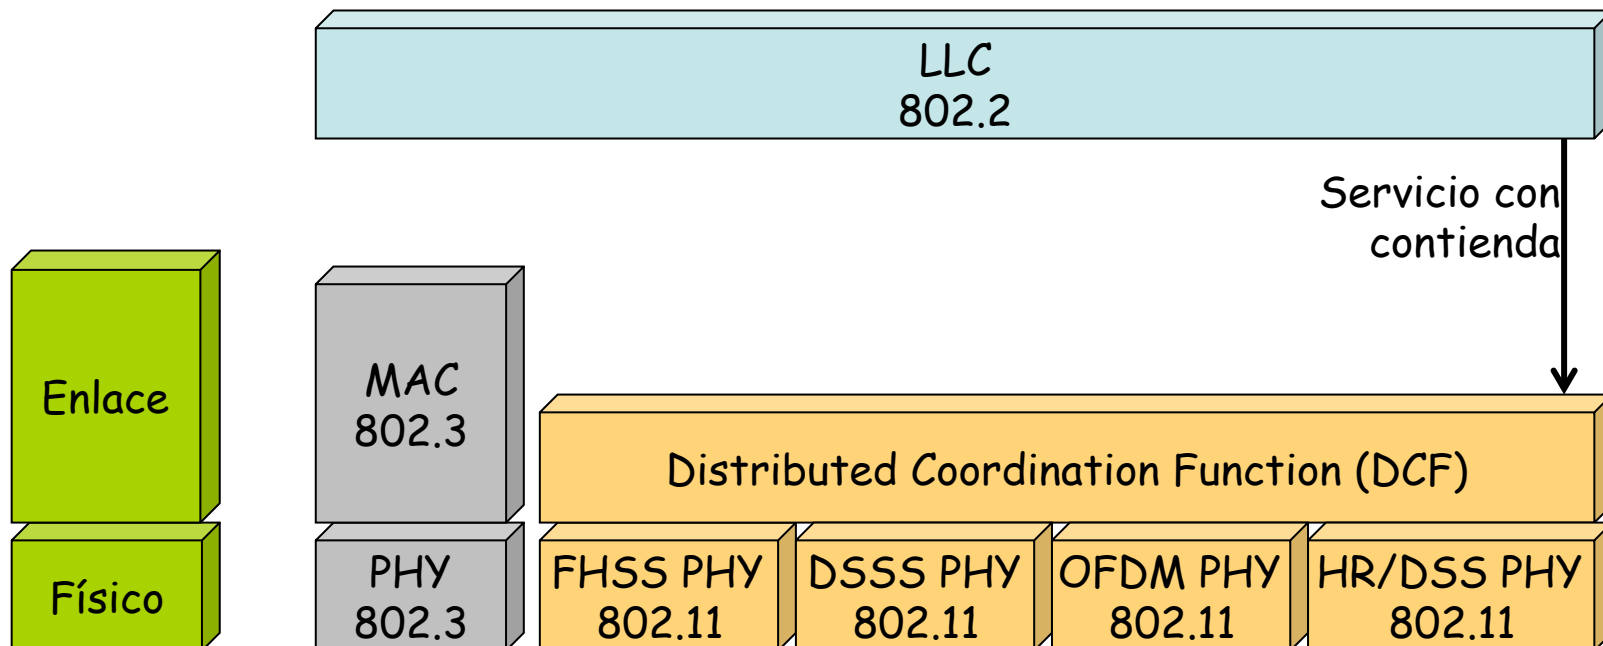 LLC
802.2
Servicio con
contienda
Enlace
MAC
802.3
Distributed Coordination Function (DCF)
Físico
PHY
802.3
FHSS PHY
802.11
DSSS PHY
802.11
OFDM PHY
802.11
HR/DSS PHY
802.11